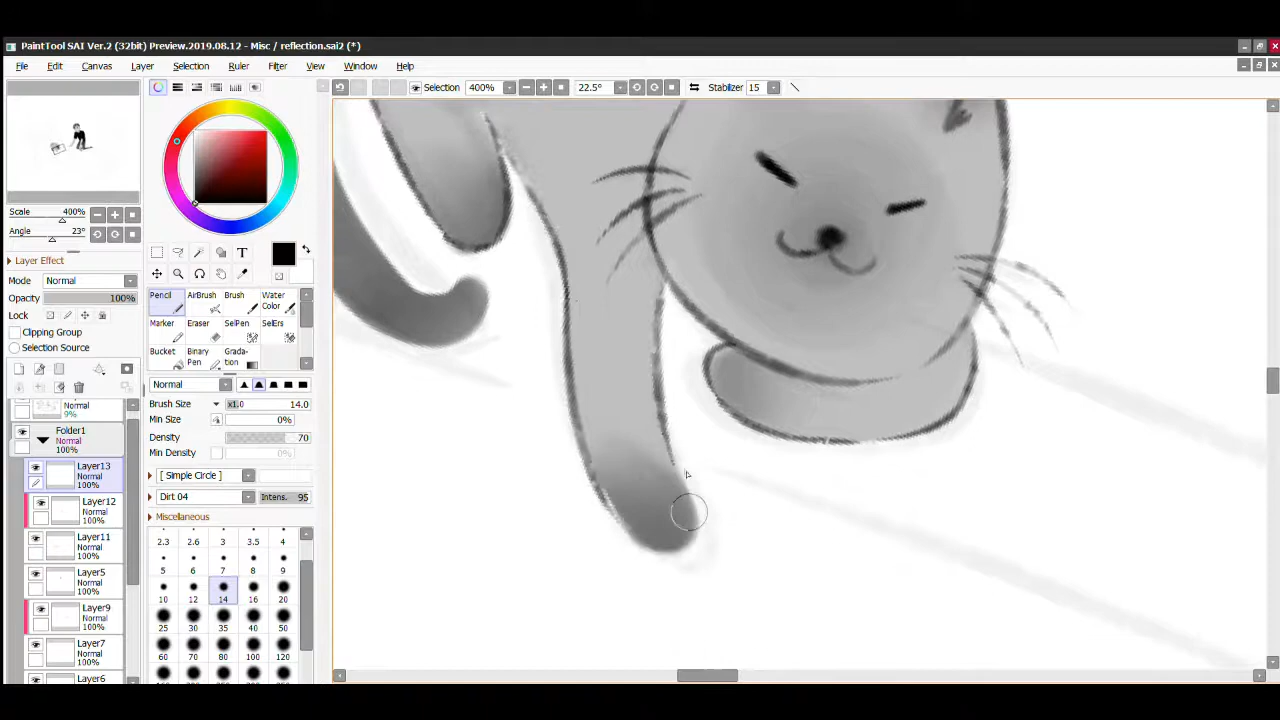 PaintTool SAI Ver.2 (32bit) Preview.2019.08.12 - Misc / reflection.sai2 (*)
File Edit Canvas Layer Selection Ruler Filter View Window Help
Selection 400% 22.5° Stabilizer 15
Scale 400%
Angle 23°
Layer Effect
Mode Normal
Opacity 100%
Lock
Clipping Group
Selection Source
Normal
9%
Folder1
Normal
100%
Layer13
Normal
100%
Layer12
Normal
100%
Layer11
Normal
100%
Layer5
Normal
100%
Layer9
Normal
100%
Layer7
Normal
100%
Layer6
T
Pencil AirBrush Brush Water Color
Marker Eraser SelPen SelErs
Bucket Binary Pen Grada-tion
Normal
Brush Size x1.0 14.0
Min Size 0%
Density 70
Min Density 100%
[ Simple Circle ]
Dirt 04 Intens. 95
Miscellaneous
2.3 2.6 3 3.5 4
5 6 7 8 9
10 12 14 16 20
25 30 35 40 50
60 70 80 100 120